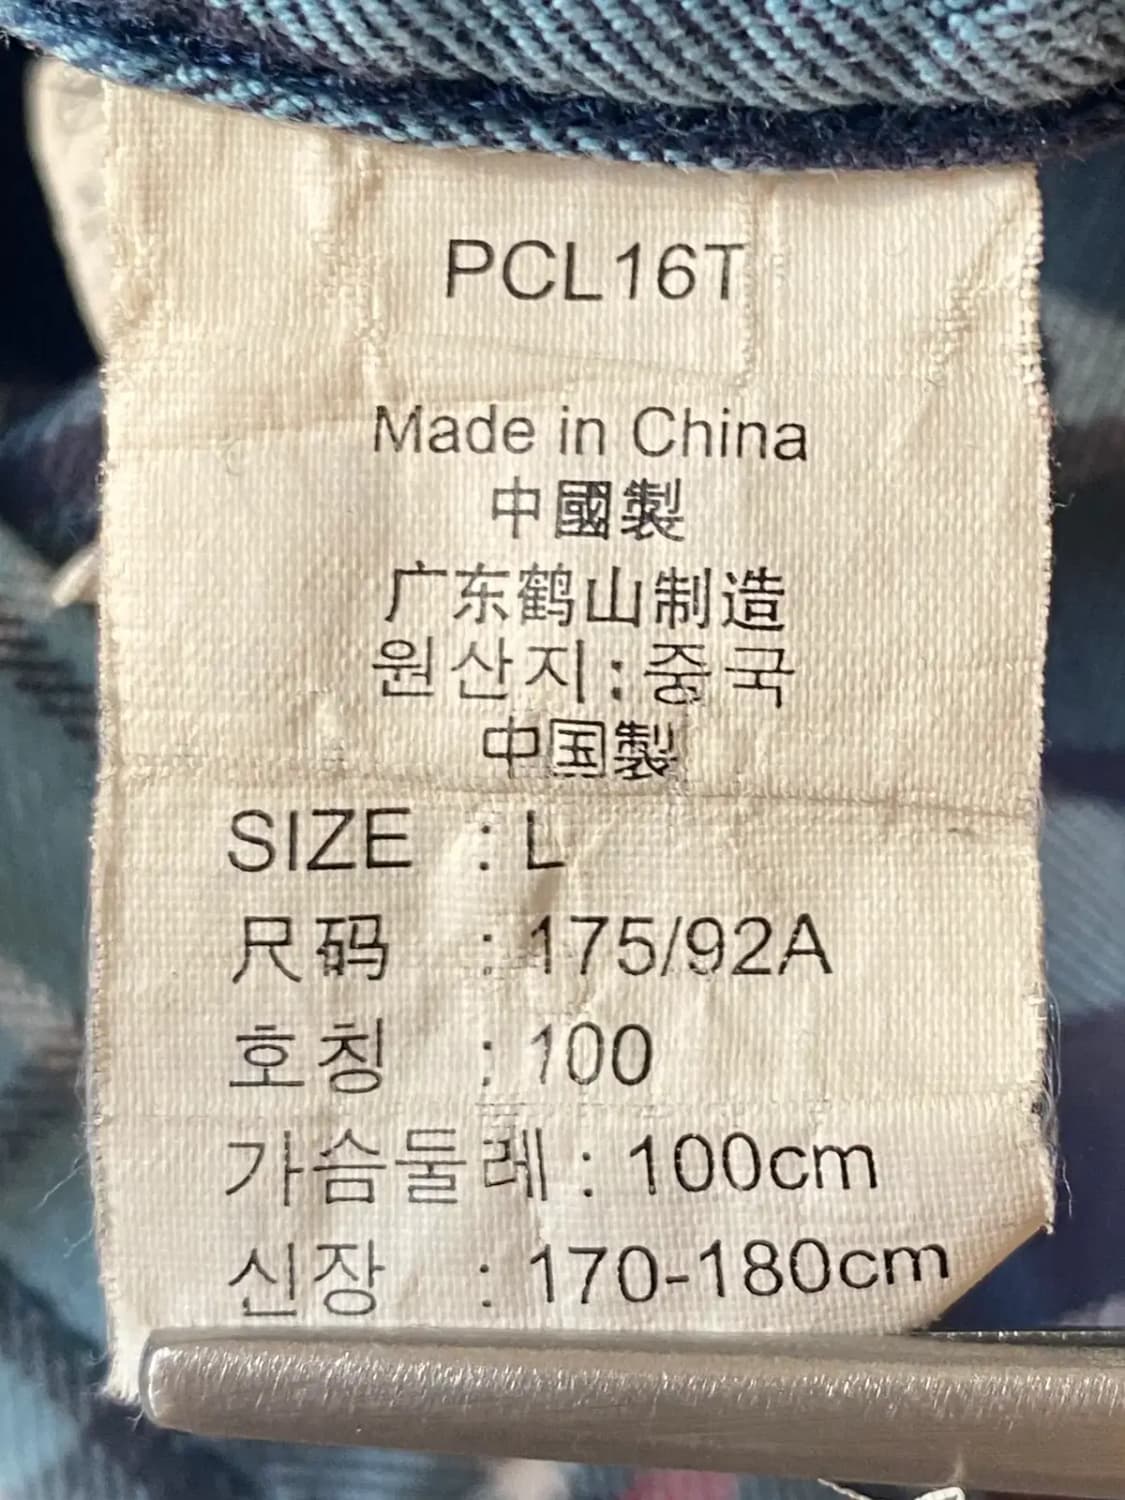 PCL16T
Made in China
中國製
广东鹤山制造
원산지:중국
中国製
SIZE : L
尺码 : 175/92A
호칭 : 100
가슴둘레 : 100cm
신장 : 170-180cm